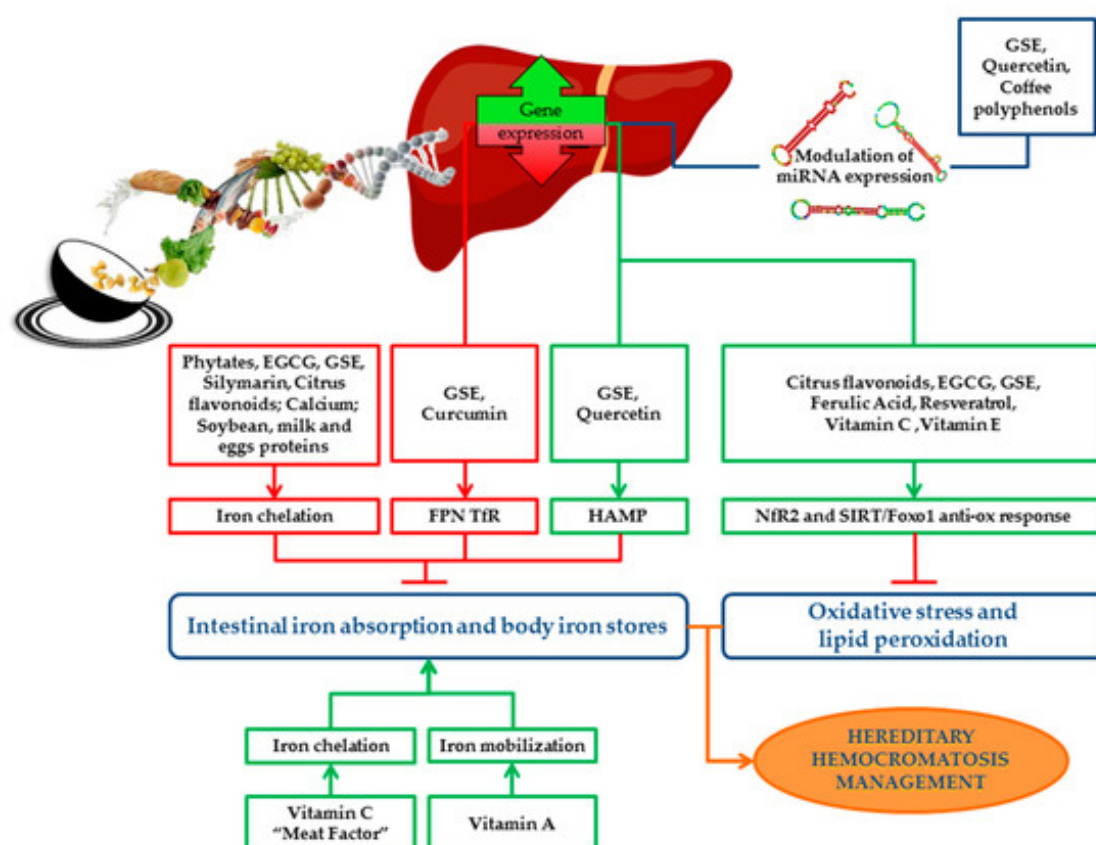 GSE,
Quercetin,
Coffee
polyphenols
Gene
expression
Modulation of
miRNA expression
Phytates, EGCG, GSE,
Silymarin, Citrus
flavonoids; Calcium;
Soybean, milk and
eggs proteins
GSE,
Curcumin
GSE,
Quercetin
Citrus flavonoids, EGCG, GSE,
Ferulic Acid, Resveratrol,
Vitamin C ,Vitamin E
Iron chelation
FPN TfR
HAMP
NfR2 and SIRT/Foxo1 anti-ox response
Intestinal iron absorption and body iron stores
Oxidative stress and
lipid peroxidation
Iron chelation
Iron mobilization
Vitamin C
“Meat Factor”
Vitamin A
HEREDITARY
HEMOCROMATOSIS
MANAGEMENT